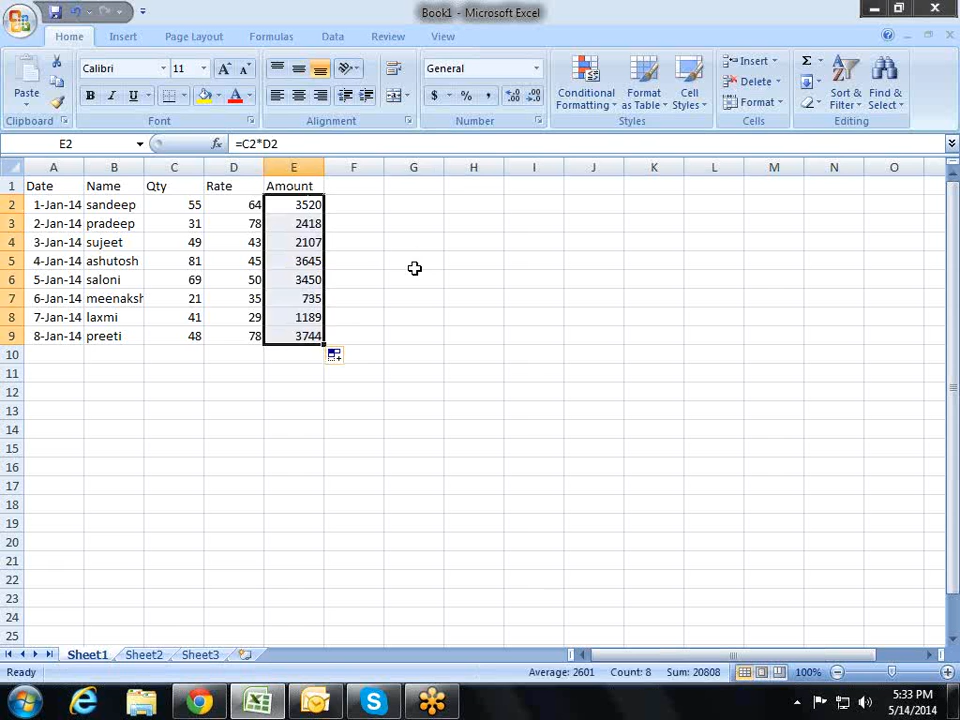 Book1 - Microsoft Excel
Home Insert Page Layout Formulas Data Review View
Calibri 11 General
Paste
B I U
$ % ,
Conditional Formatting
Format as Table
Cell Styles
Insert
Delete
Format
Sort & Filter
Find & Select
Clipboard Font Alignment Number Styles Cells Editing
E2 fx =C2*D2
A B C D E F G H I J K L M N O
1 Date Name Qty Rate Amount
2 1-Jan-14 sandeep 55 64 3520
3 2-Jan-14 pradeep 31 78 2418
4 3-Jan-14 sujeet 49 43 2107
5 4-Jan-14 ashutosh 81 45 3645
6 5-Jan-14 saloni 69 50 3450
7 6-Jan-14 meenaksh 21 35 735
8 7-Jan-14 laxmi 41 29 1189
9 8-Jan-14 preeti 48 78 3744
10
11
12
13
14
15
16
17
18
19
20
21
22
23
24
25
Sheet1 Sheet2 Sheet3
Ready Average: 2601 Count: 8 Sum: 20808 100%
5:33 PM
5/14/2014